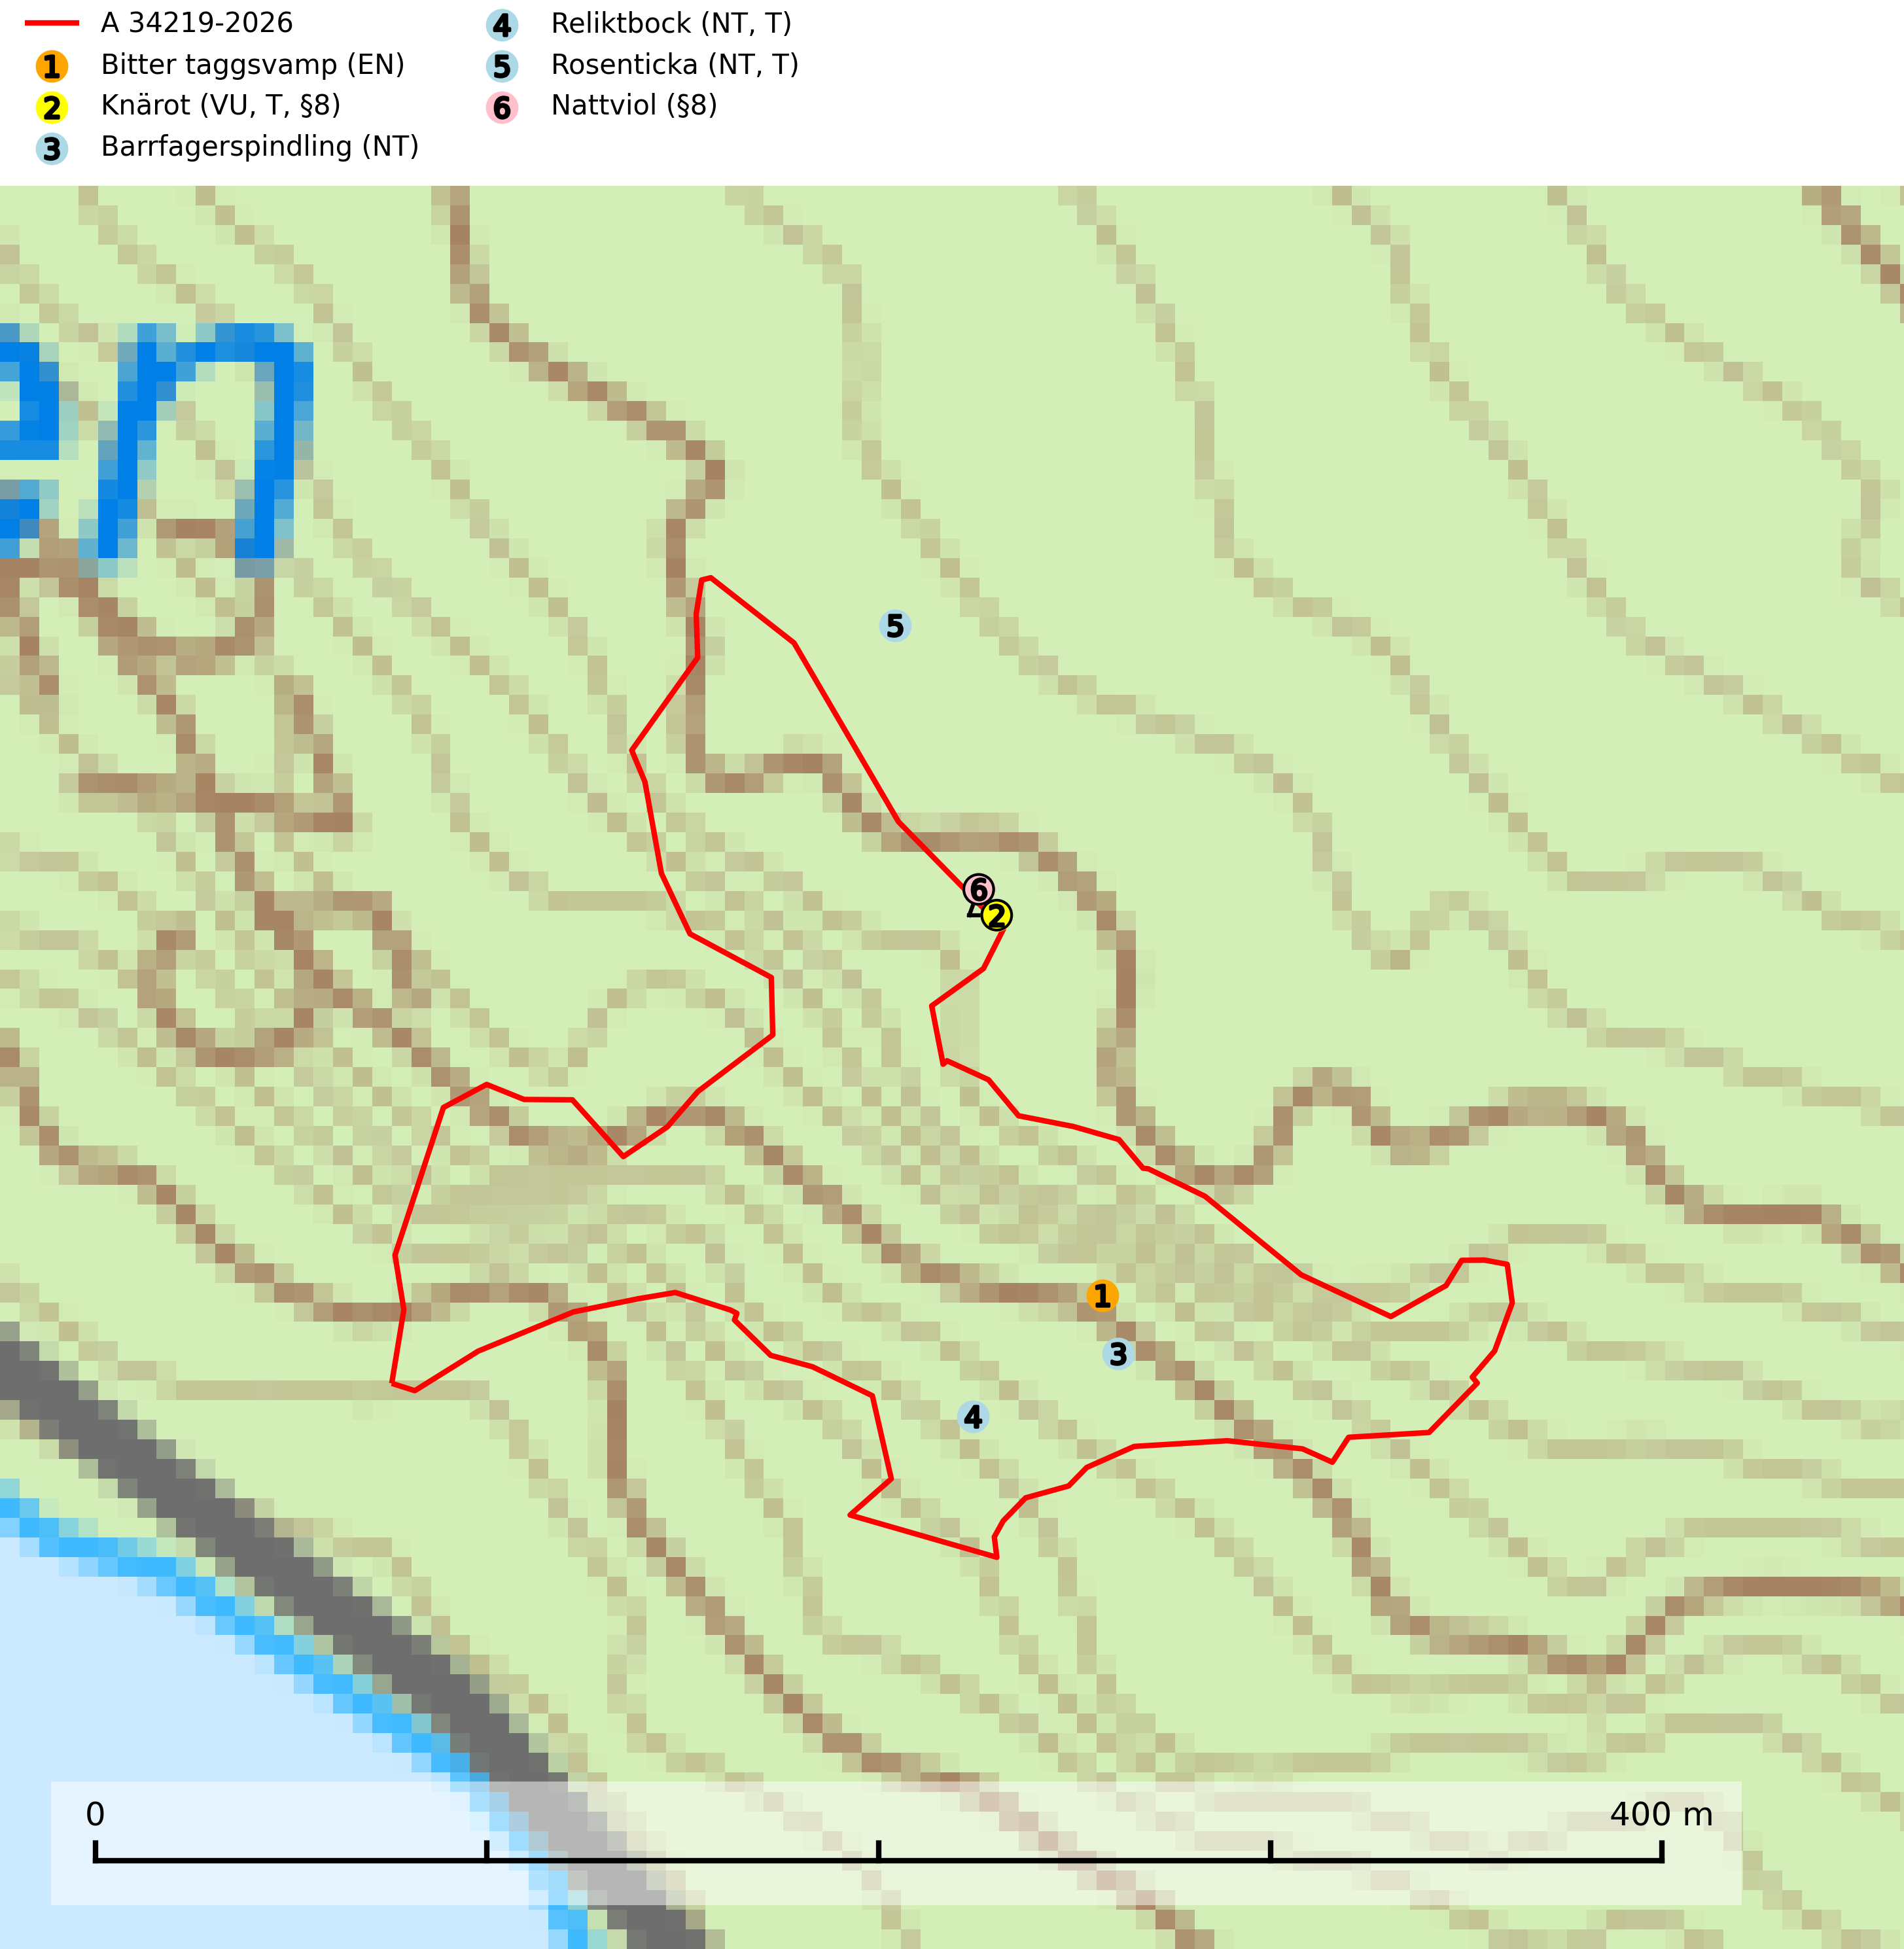 A 34219-2026
1 Bitter taggsvamp (EN)
2 Knärot (VU, T, §8)
3 Barrfagerspindling (NT)
4 Reliktbock (NT, T)
5 Rosenticka (NT, T)
6 Nattviol (§8)
5
6
2
1
3
4
0 400 m